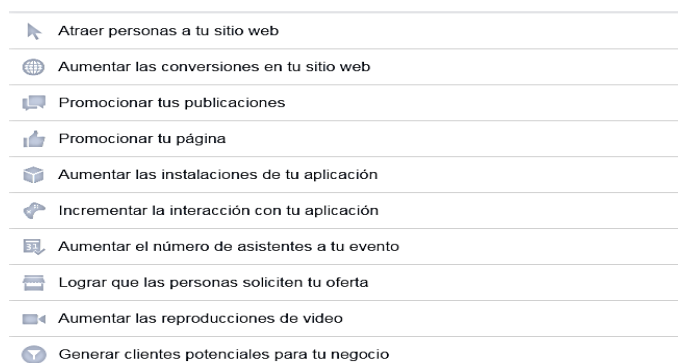 Atraer personas a tu sitio web
Aumentar las conversiones en tu sitio web
Promocionar tus publicaciones
Promocionar tu página
Aumentar las instalaciones de tu aplicación
Incrementar la interacción con tu aplicación
31
Aumentar el número de asistentes a tu evento
Lograr que las personas soliciten tu oferta
Aumentar las reproducciones de video
Generar clientes potenciales para tu negocio